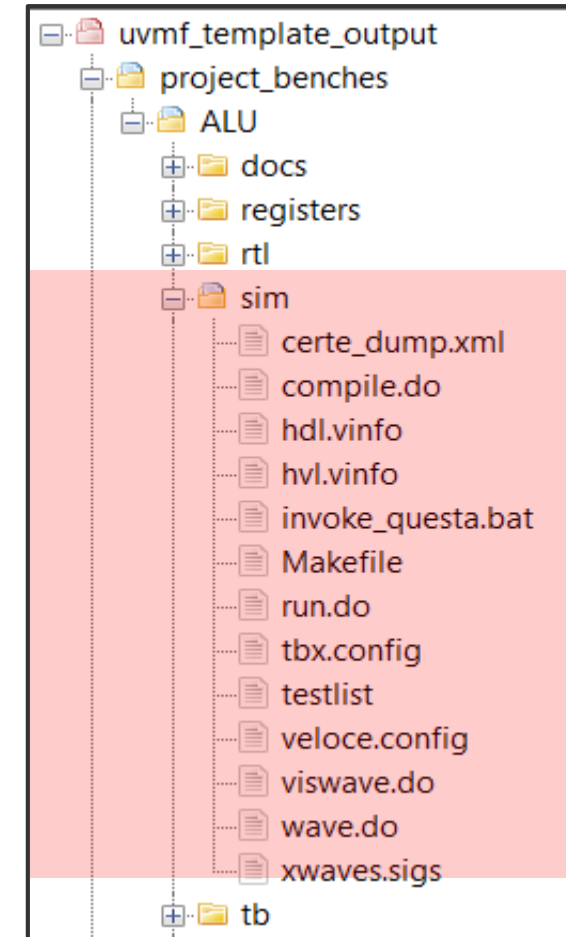 uvmf_template_output
project_benches
ALU
docs
registers
rtl
sim
certe_dump.xml
compile.do
hdl.vinfo
hvl.vinfo
invoke_questa.bat
Makefile
run.do
tbx.config
testlist
veloce.config
viswave.do
wave.do
xwaves.sigs
tb